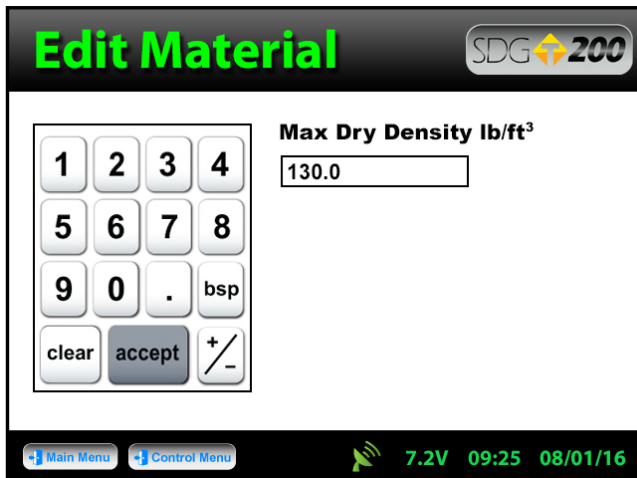 Edit Material
SDG 200
Max Dry Density lb/ft³
130.0
1 2 3 4
5 6 7 8
9 0 . bsp
clear accept +/-
Main Menu Control Menu 7.2V 09:25 08/01/16